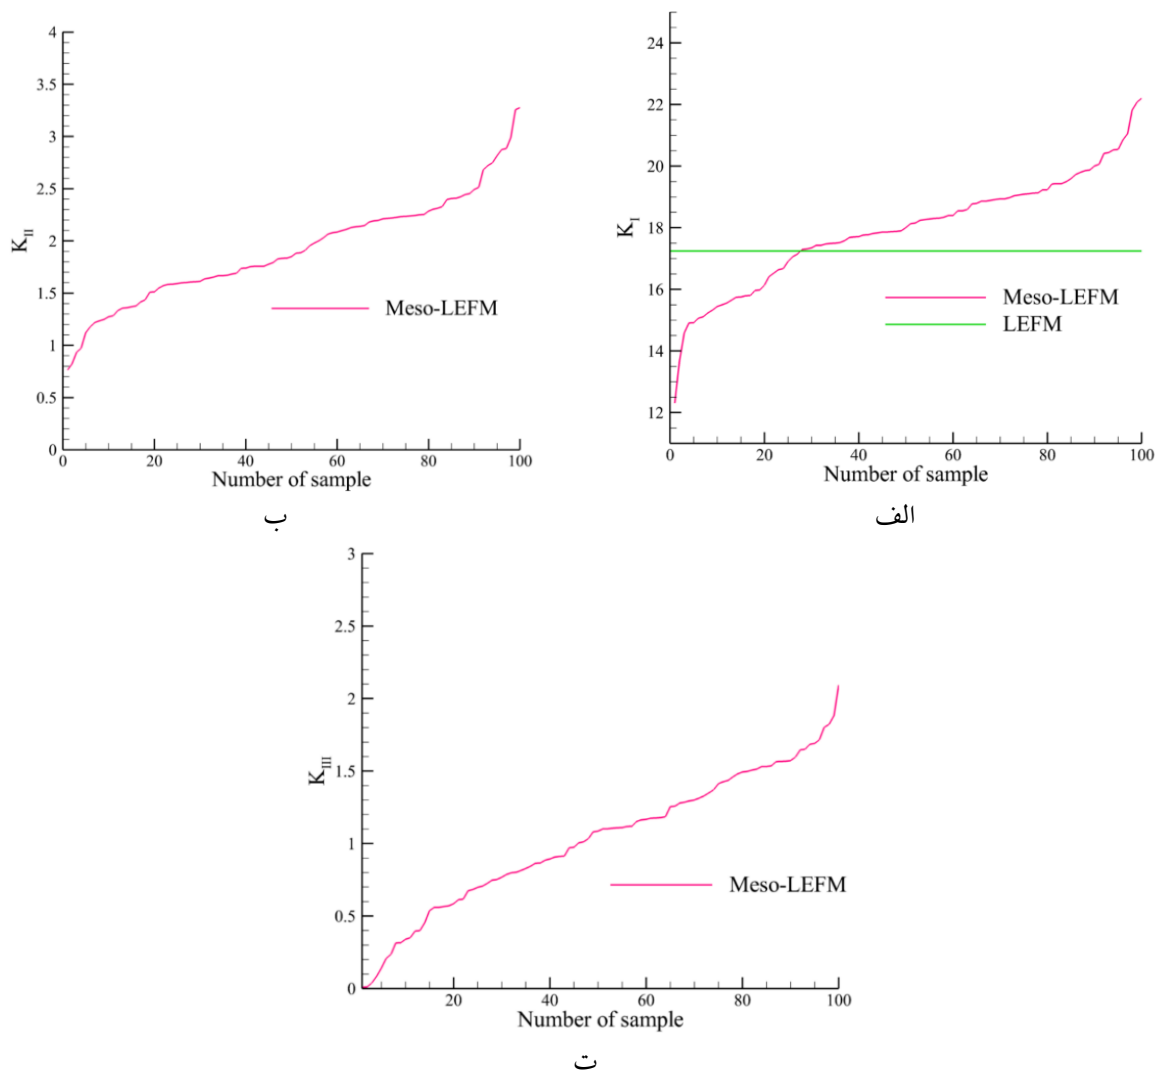 4
3.5
3
2.5
2
1.5
1
0.5
0
K_II
0 20 40 60 80 100
Number of sample
Meso-LEFM
ب
24
22
20
18
16
14
12
K_I
0 20 40 60 80 100
Number of sample
Meso-LEFM
LEFM
الف
3
2.5
2
1.5
1
0.5
0
K_III
20 40 60 80 100
Number of sample
Meso-LEFM
ت